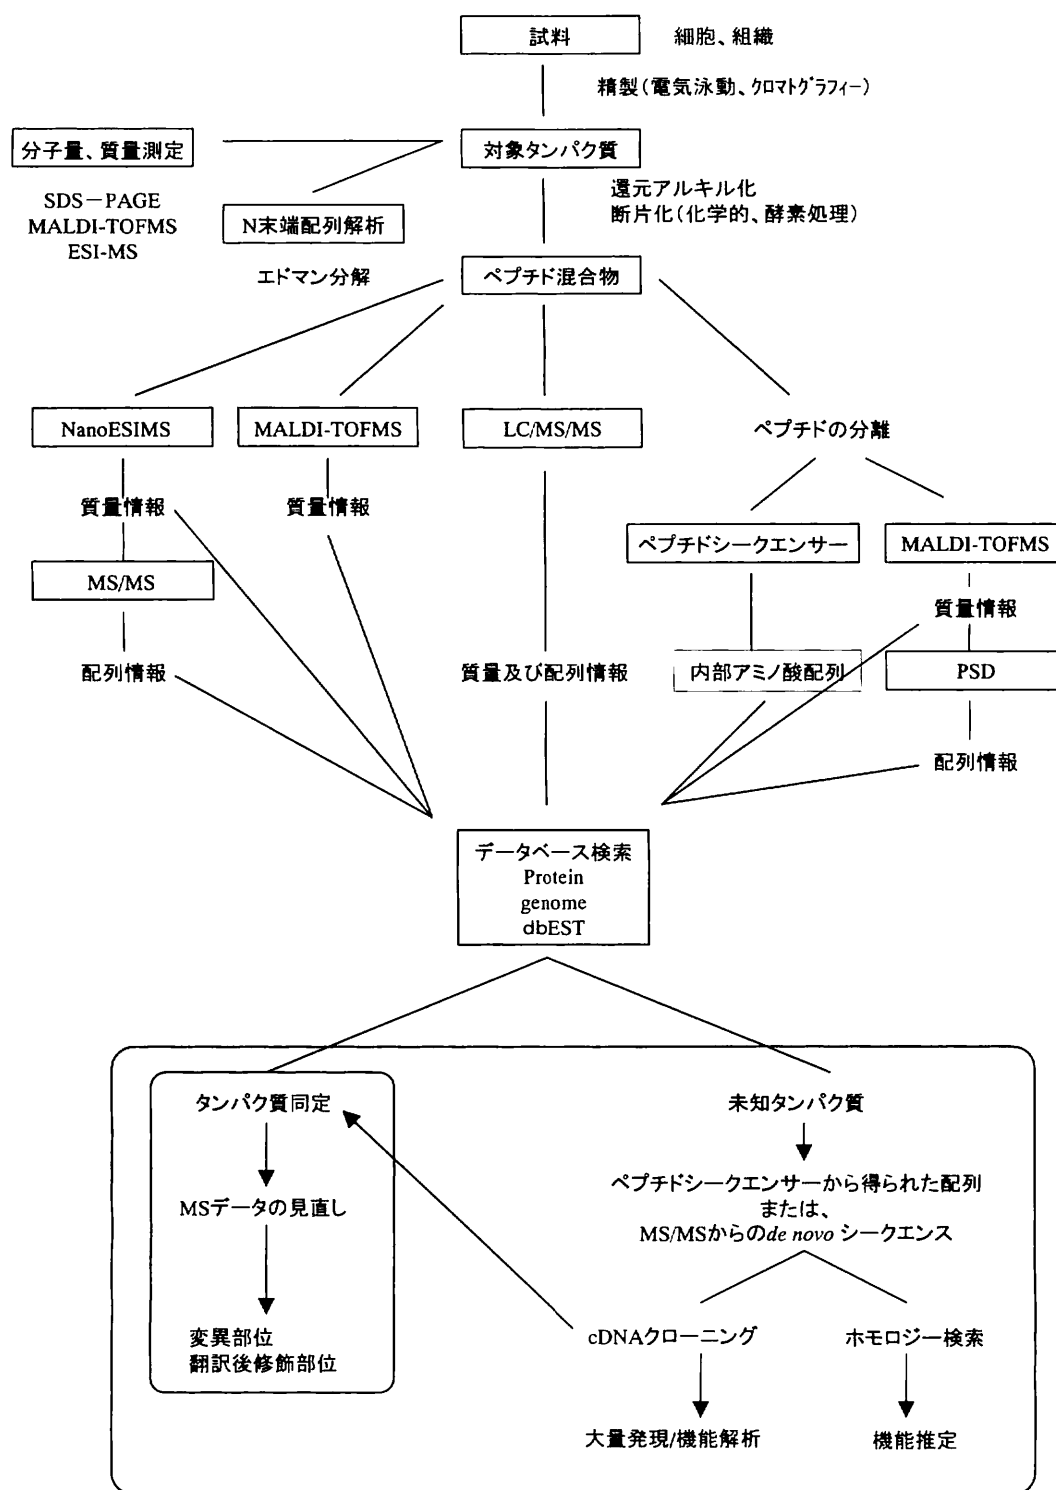 試料
細胞、組織
精製(電気泳動、クロマトグラフィー)
分子量、質量測定
対象タンパク質
SDS－PAGE
MALDI-TOFMS
ESI-MS
還元アルキル化
断片化(化学的、酵素処理)
N末端配列解析
エドマン分解
ペプチド混合物
NanoESIMS
MALDI-TOFMS
LC/MS/MS
ペプチドの分離
質量情報
質量情報
ペプチドシークエンサー
MALDI-TOFMS
MS/MS
質量情報
配列情報
質量及び配列情報
内部アミノ酸配列
PSD
配列情報
データベース検索
Protein
genome
dbEST
タンパク質同定
未知タンパク質
MSデータの見直し
ペプチドシークエンサーから得られた配列
または、
MS/MSからのde novo シークエンス
変異部位
翻訳後修飾部位
cDNAクローニング
ホモロジー検索
大量発現/機能解析
機能推定